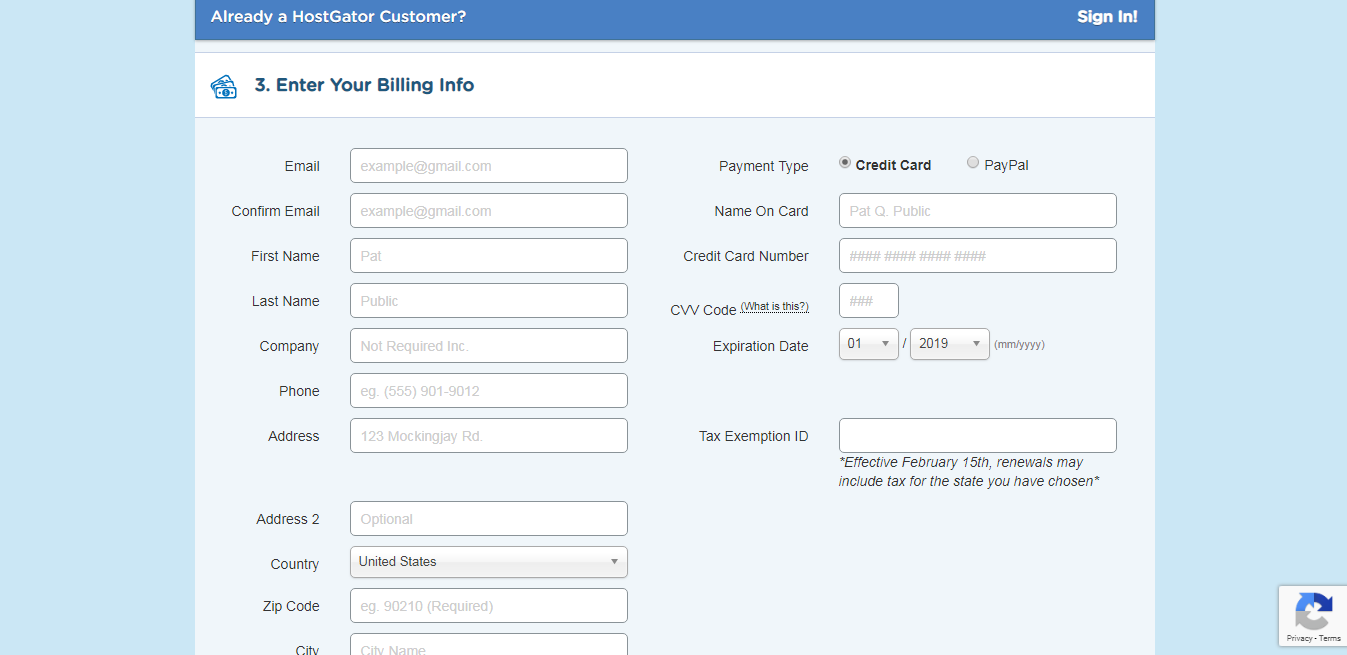 Already a HostGator Customer?
Sign In!
3. Enter Your Billing Info
Email
example@gmail.com
Confirm Email
example@gmail.com
First Name
Pat
Last Name
Public
Company
Not Required Inc.
Phone
eg. (555) 901-9012
Address
123 Mockingjay Rd.
Address 2
Optional
Country
United States
Zip Code
eg. 90210 (Required)
City
City Name
Payment Type
Credit Card
PayPal
Name On Card
Pat Q. Public
Credit Card Number
#### #### #### ####
CVV Code (What is this?)
###
Expiration Date
01 / 2019 (mm/yyyy)
Tax Exemption ID
*Effective February 15th, renewals may
include tax for the state you have chosen*
Privacy - Terms